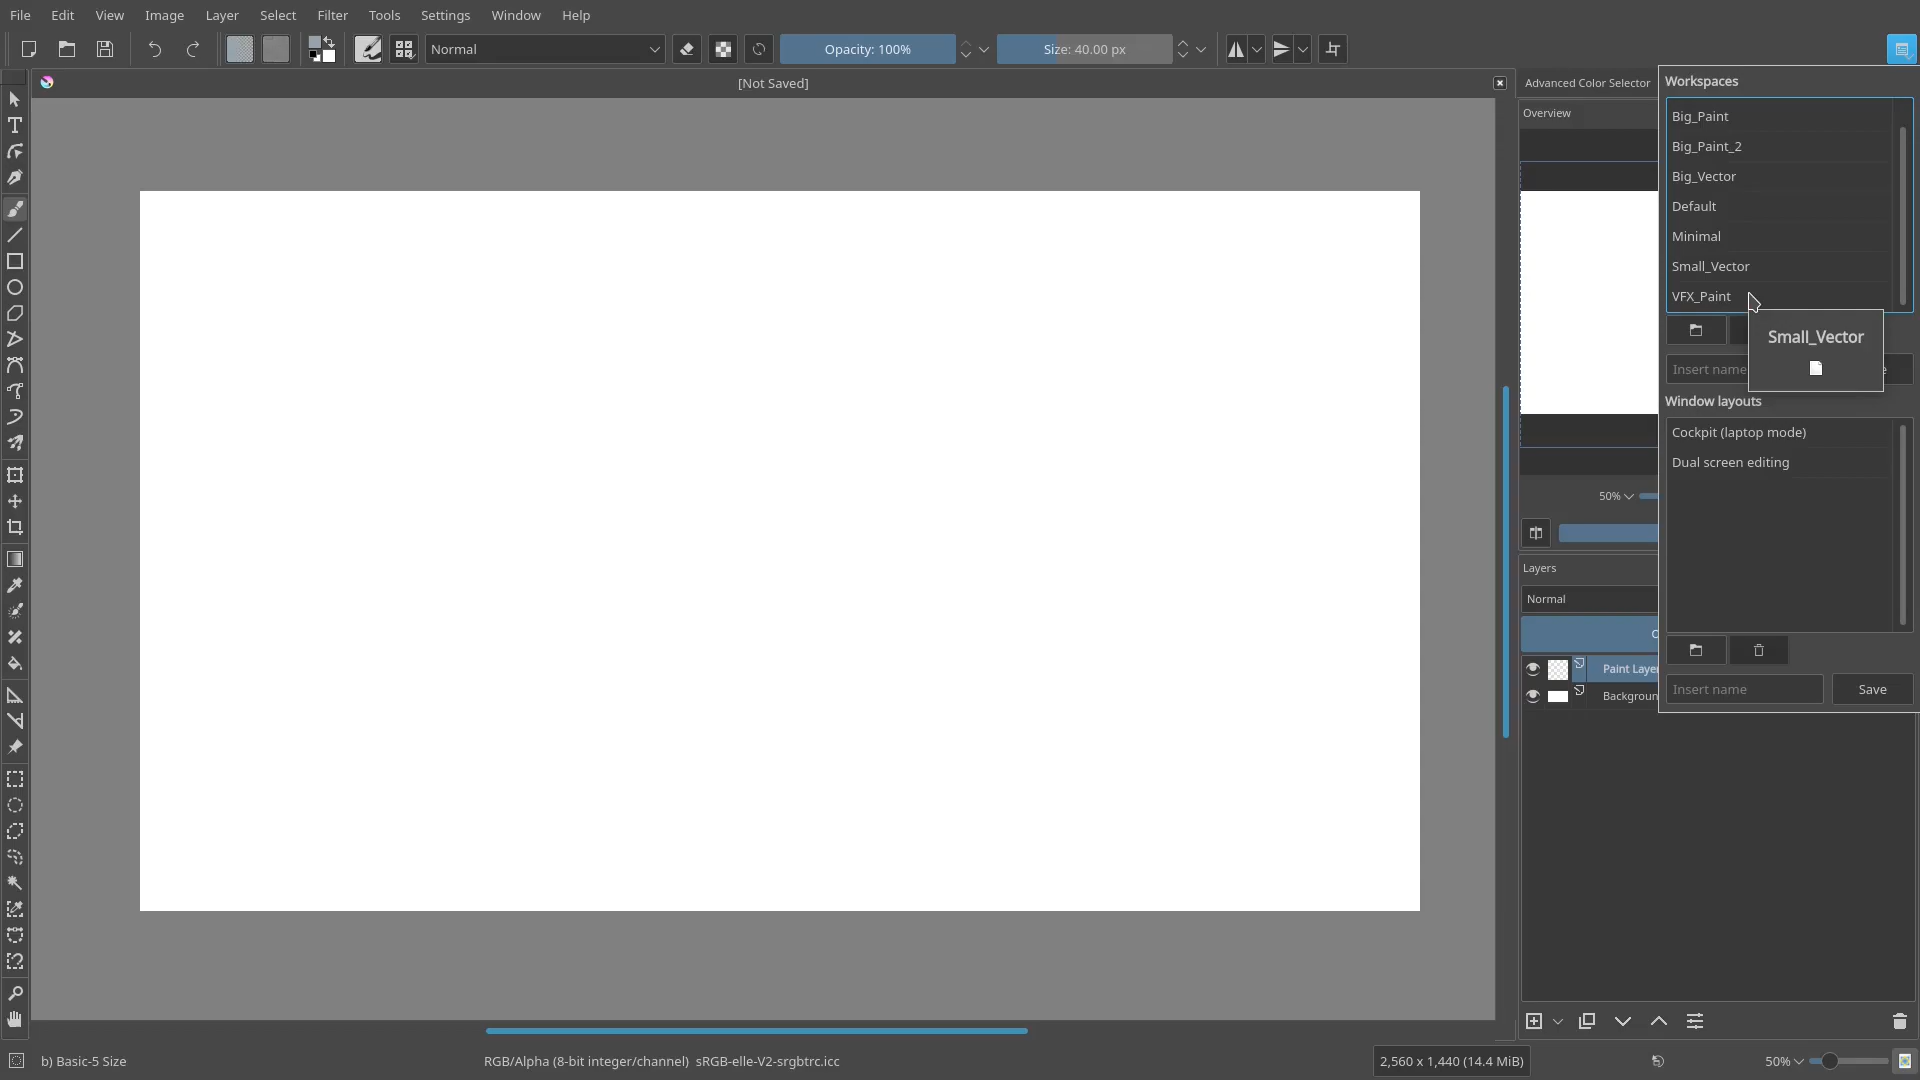 File Edit View Image Layer Select Filter Tools Settings Window Help
Normal Opacity: 100% Size: 40.00 px
[Not Saved]
Advanced Color Selector
Overview
50%
Layers
Normal
Paint Laye
Backgroun
Workspaces
Big_Paint
Big_Paint_2
Big_Vector
Default
Minimal
Small_Vector
VFX_Paint
Small_Vector
Insert name
Window layouts
Cockpit (laptop mode)
Dual screen editing
Insert name Save
b) Basic-5 Size RGB/Alpha (8-bit integer/channel) sRGB-elle-V2-srgbtrc.icc 2,560 x 1,440 (14.4 MiB) 50%